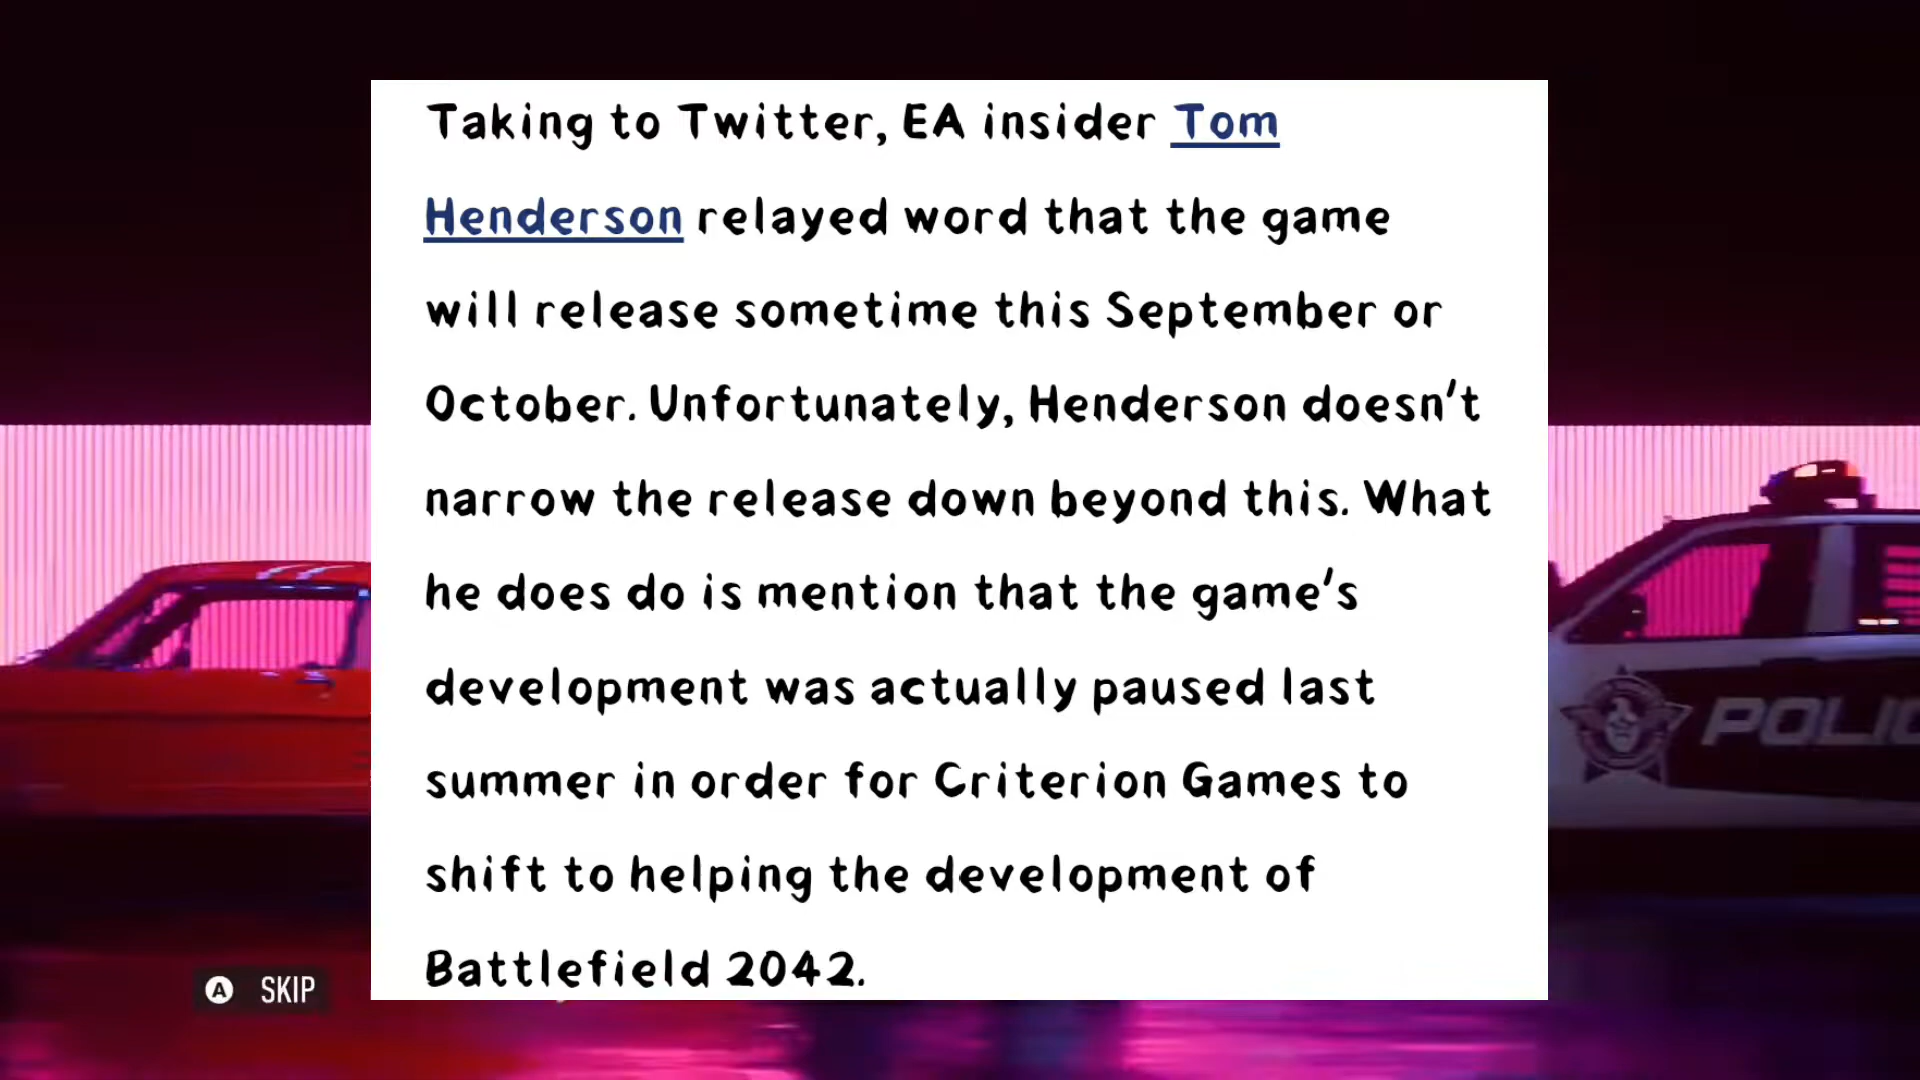 Taking to Twitter, EA insider Tom
Henderson relayed word that the game
will release sometime this September or
October. Unfortunately, Henderson doesn't
narrow the release down beyond this. What
he does do is mention that the game's
development was actually paused last
summer in order for Criterion Games to
shift to helping the development of
Battlefield 2042.
POLIC
A SKIP